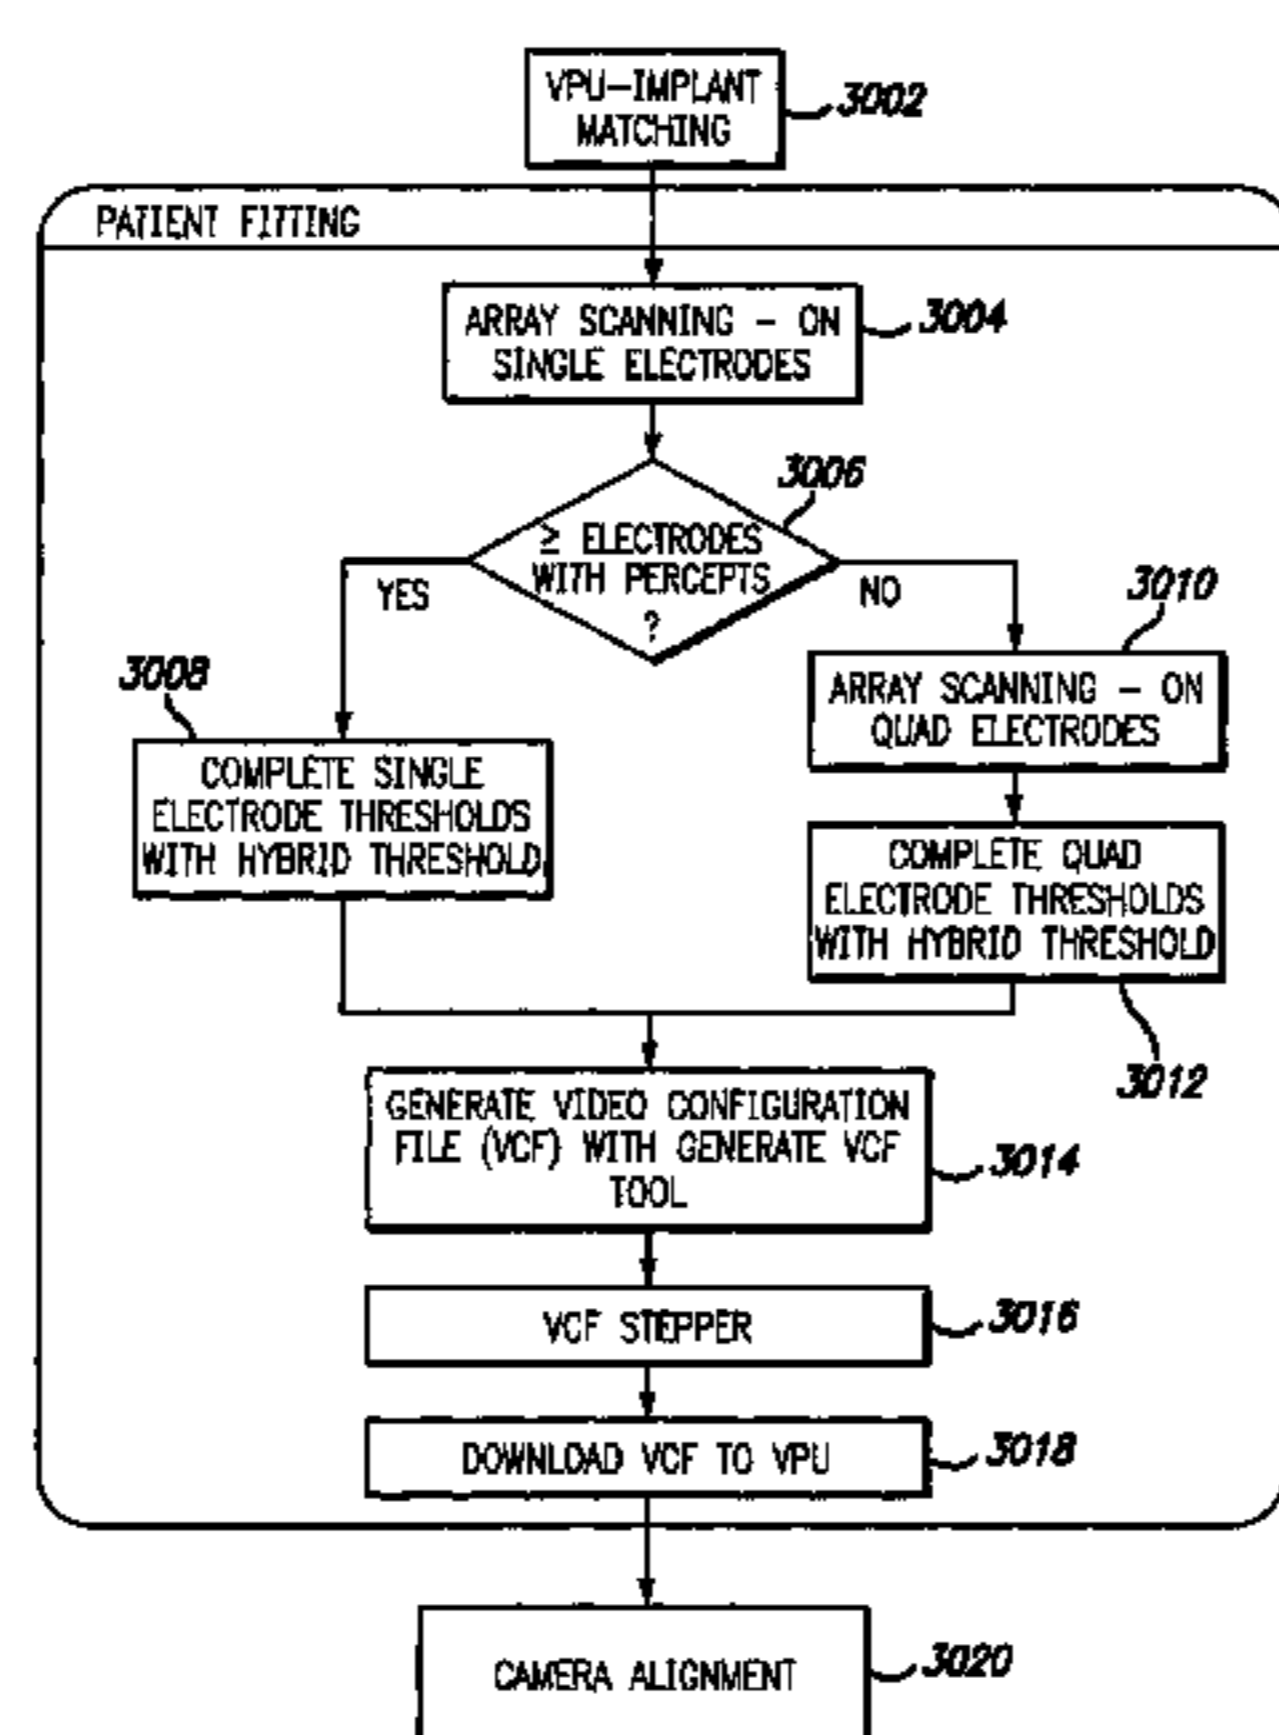 VPU-IMPLANT
MATCHING
3002
PATIENT FITTING
ARRAY SCANNING - ON
SINGLE ELECTRODES
3004
3006
≥ ELECTRODES
WITH PERCEPTS
?
YES
NO
3010
ARRAY SCANNING - ON
QUAD ELECTRODES
3008
COMPLETE SINGLE
ELECTRODE THRESHOLDS
WITH HYBRID THRESHOLD
COMPLETE QUAD
ELECTRODE THRESHOLDS
WITH HYBRID THRESHOLD
3012
GENERATE VIDEO CONFIGURATION
FILE (VCF) WITH GENERATE VCF
TOOL
3014
VCF STEPPER
3016
DOWNLOAD VCF TO VPU
3018
CAMERA ALIGNMENT
3020